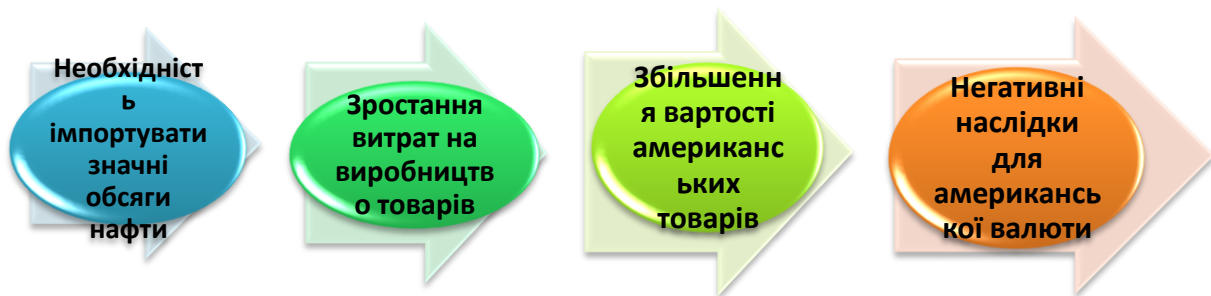 Необхідніст
ь
імпортувати
значні
обсяги
нафти
Зростання
витрат на
виробництв
о товарів
Збільшенн
я вартості
американс
ьких
товарів
Негативні
наслідки
для
американсь
кої валюти